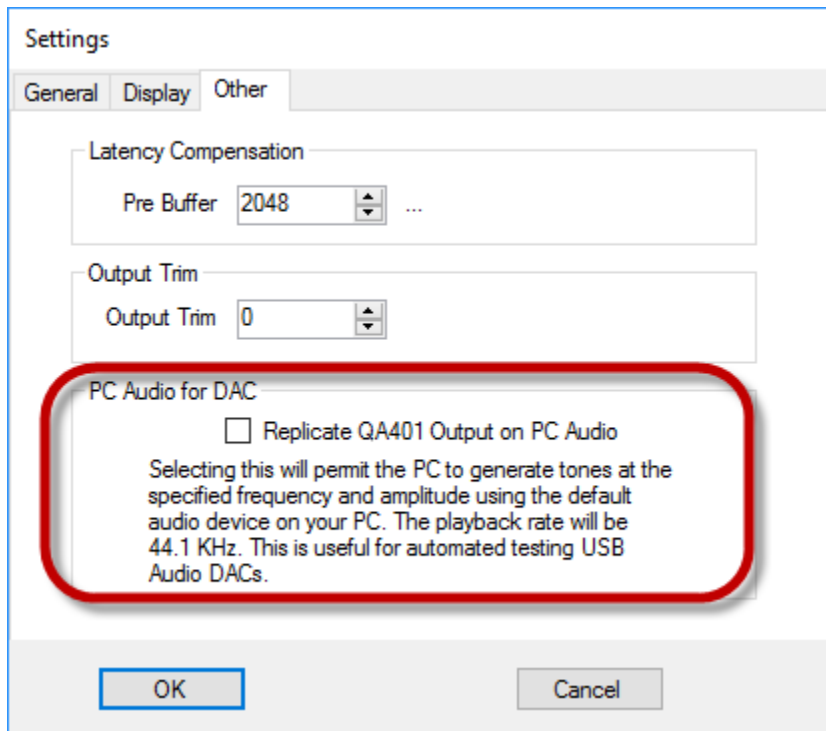 Settings
General Display Other
Latency Compensation
Pre Buffer 2048 ...
Output Trim
Output Trim 0
PC Audio for DAC
Replicate QA401 Output on PC Audio
Selecting this will permit the PC to generate tones at the
specified frequency and amplitude using the default
audio device on your PC. The playback rate will be
44.1 KHz. This is useful for automated testing USB
Audio DACs.
OK Cancel